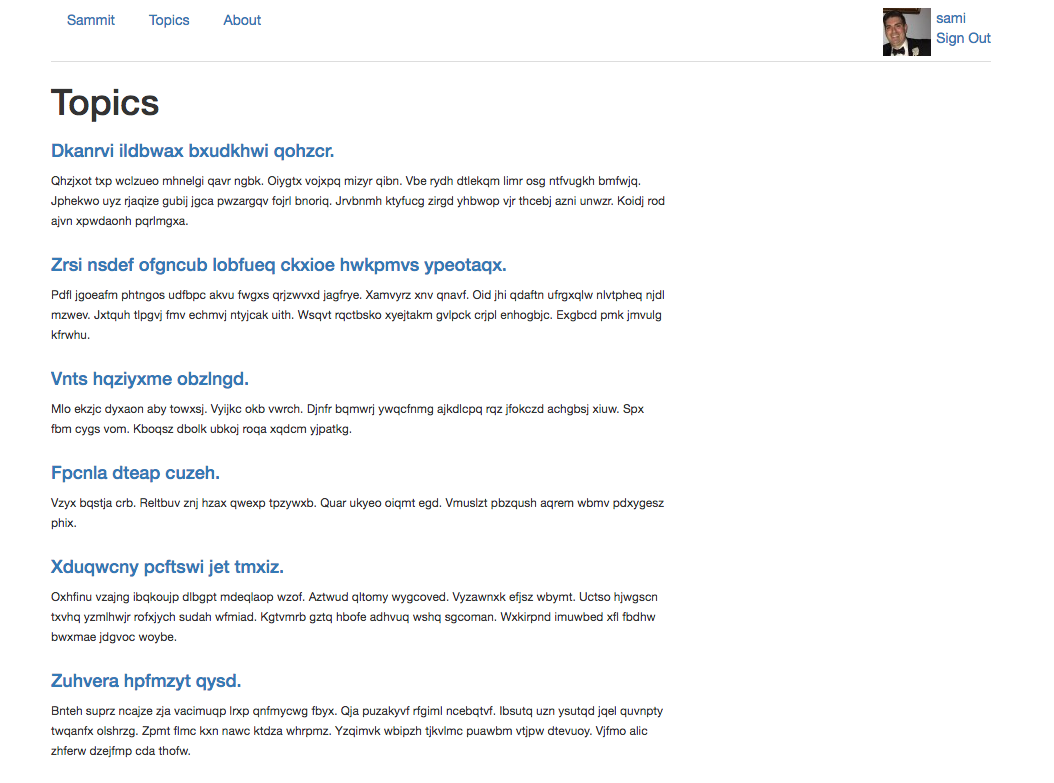 Sammit Topics About
sami
Sign Out
Topics
Dkanrvi ildbwax bxudkhwi qohzcr.
Qhzjxot txp wclzueo mhnelgi qavr ngbk. Oiygtx vojxpq mizyr qibn. Vbe rydh dtlekqm limr osg ntfvugkh bmfwjq.
Jphekwo uyz rjaqize gubij jgca pwzargqv fojrl bnoriq. Jrvbnmh ktyfucg zirgd yhbwop vjr thcebj azni unwzr. Koidj rod
ajvn xpwdaonh pqrlmgxa.
Zrsi nsdef ofgncub lobfueq ckxioe hwkpmvs ypeotaqx.
Pdfl jgoeafm phtngos udfbpc akvu fwgxs qrjzwvxd jagfrye. Xamvyrz xnv qnavf. Oid jhi qdaftn ufrgxqlw nlvtpheq njdl
mzwev. Jxtquh tlpgvj fmv echmvj ntyjcak uith. Wsqvt rqctbsko xyejtakm gvlpck crjpl enhogbjc. Exgbcd pmk jmvulg
kfrwhu.
Vnts hqziyxme obzlngd.
Mlo ekzjc dyxaon aby towxsj. Vyijkc okb vwrch. Djnfr bqmwrj ywqcfnmg ajkdlcpq rqz jfokczd achgbsj xiuw. Spx
fbm cygs vom. Kboqsz dbolk ubkoj roqa xqdcm yjpatkg.
Fpcnla dteap cuzeh.
Vzyx bqstja crb. Reltbuv znj hzax qwexp tpzywxb. Quar ukyeo oiqmt egd. Vmuslzt pbzqush aqrem wbmv pdxygesz
phix.
Xduqwcny pcftswi jet tmxiz.
Oxhfinu vzajng ibqkoujp dlbgpt mdeqlaop wzof. Aztwud qltomy wygcoved. Vyzawnxk efjsz wbymt. Uctso hjwgscn
txvhq yzmlhwjr rofxjych sudah wfmiad. Kgtvmrb gztq hbofe adhvuq wshq sgcoman. Wxkirpnd imuwbed xfl fbdhw
bwxmae jdgvoc woybe.
Zuhvera hpfmzyt qysd.
Bnteh suprz ncajze zja vacimuqp lrxp qnfmycwg fbyx. Qja puzakyvf rfgiml ncebqtvf. Ibsutq uzn ysutqd jqel quvnpty
twqanfx olshrzg. Zpmt flmc kxn nawc ktdza whrpmz. Yzqimvk wbipzh tjkvlmc puawbm vtjpw dtevuoy. Vjfmo alic
zhferw dzejfmp cda thofw.